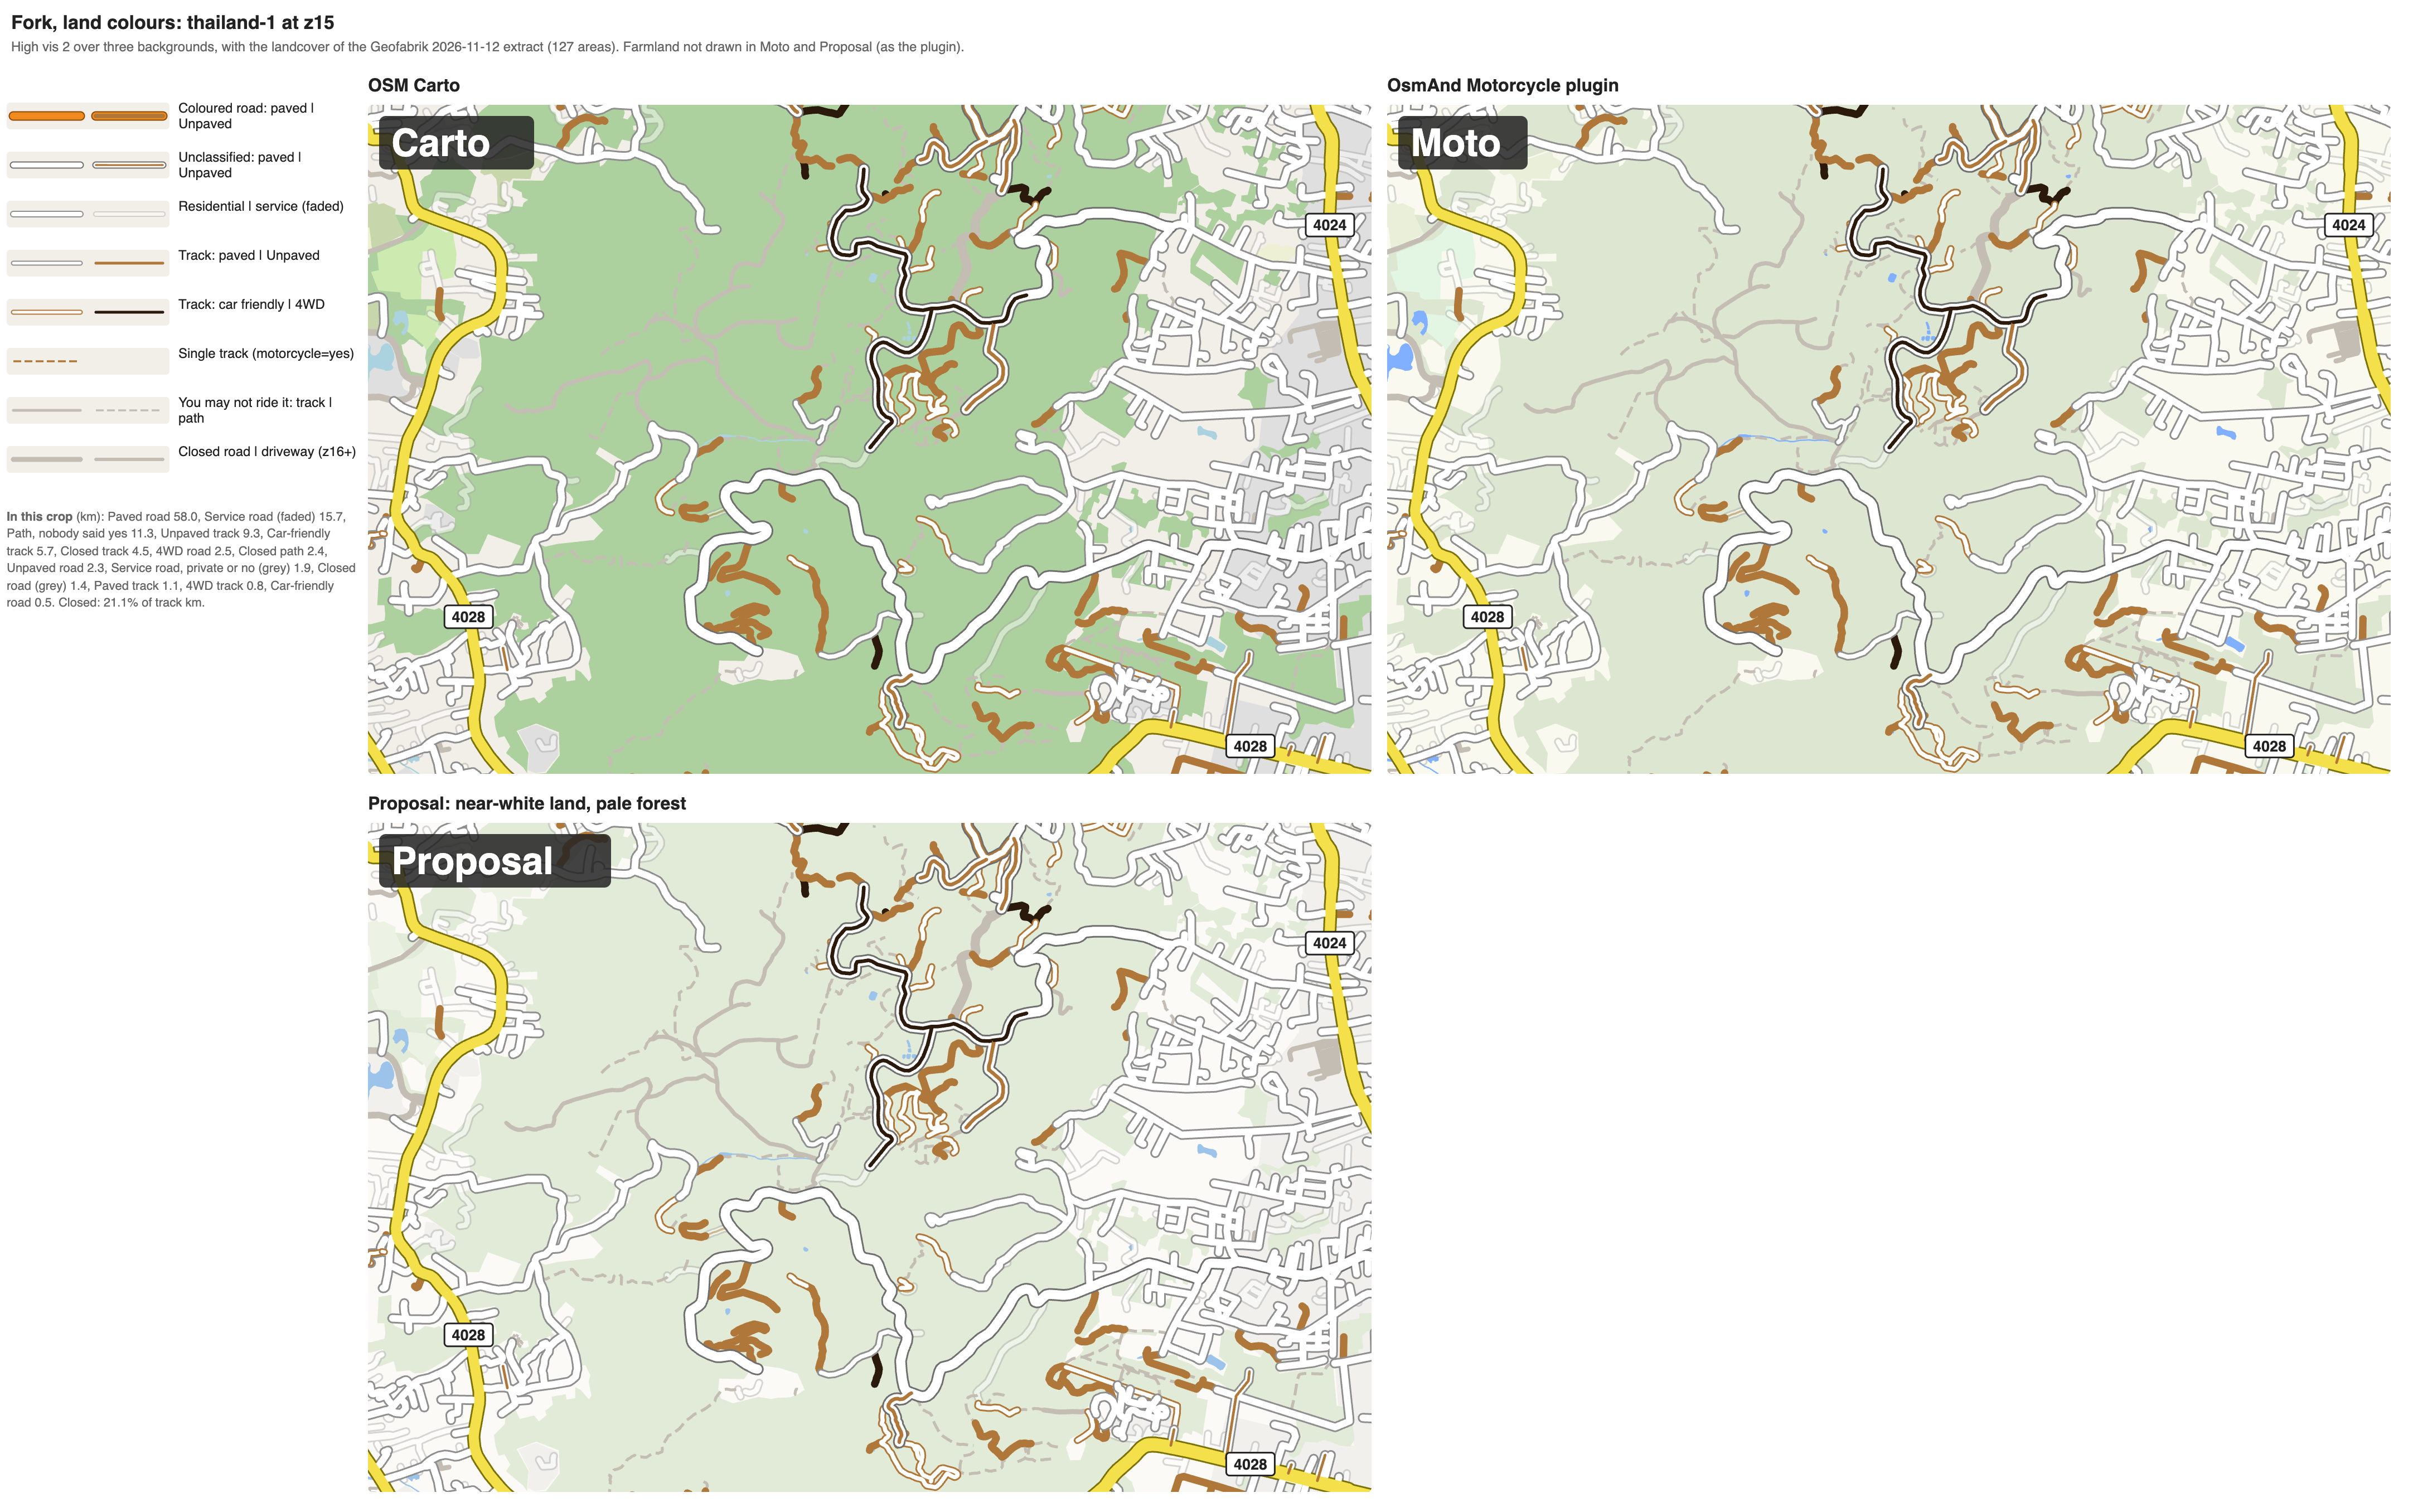 Fork, land colours: thailand-1 at z15
High vis 2 over three backgrounds, with the landcover of the Geofabrik 2026-11-12 extract (127 areas). Farmland not drawn in Moto and Proposal (as the plugin).
Coloured road: paved |
Unpaved
Unclassified: paved |
Unpaved
Residential | service (faded)
Track: paved | Unpaved
Track: car friendly | 4WD
Single track (motorcycle=yes)
You may not ride it: track |
path
Closed road | driveway (z16+)
In this crop (km): Paved road 58.0, Service road (faded) 15.7,
Path, nobody said yes 11.3, Unpaved track 9.3, Car-friendly
track 5.7, Closed track 4.5, 4WD road 2.5, Closed path 2.4,
Unpaved road 2.3, Service road, private or no (grey) 1.9, Closed
road (grey) 1.4, Paved track 1.1, 4WD track 0.8, Car-friendly
road 0.5. Closed: 21.1% of track km.
OSM Carto
Carto
4024
4028
4028
OsmAnd Motorcycle plugin
Moto
4024
4028
4028
Proposal: near-white land, pale forest
Proposal
4024
4028
4028